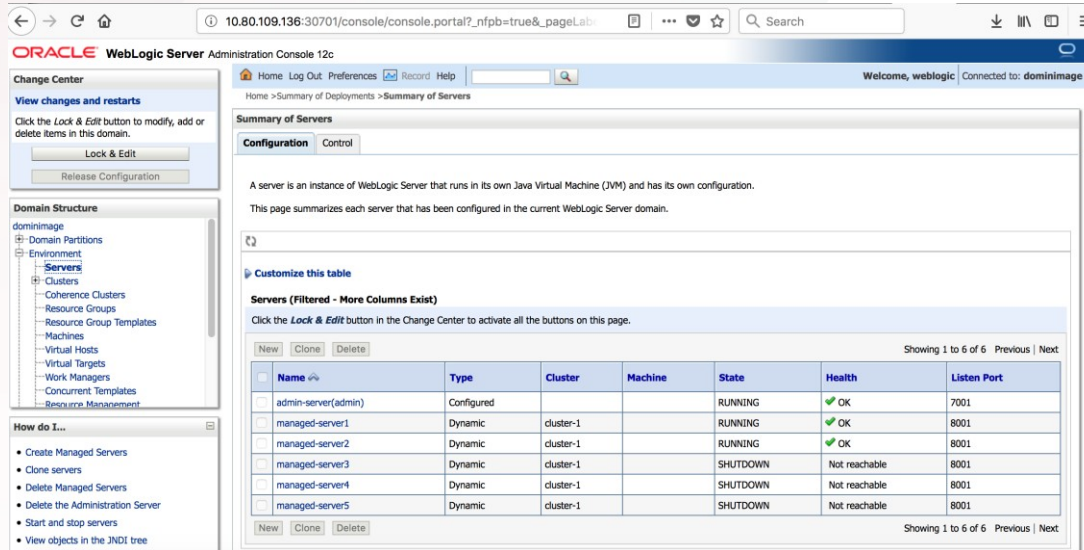 10.80.109.136:30701/console/console.portal?_nfpb=true&_pageLab
Search
ORACLE WebLogic Server Administration Console 12c
Change Center
View changes and restarts
Click the Lock & Edit button to modify, add or
delete items in this domain.
Lock & Edit
Release Configuration
Domain Structure
dominimage
Domain Partitions
Environment
Servers
Clusters
Coherence Clusters
Resource Groups
Resource Group Templates
Machines
Virtual Hosts
Virtual Targets
Work Managers
Concurrent Templates
Resource Management
How do I...
Create Managed Servers
Clone servers
Delete Managed Servers
Delete the Administration Server
Start and stop servers
View objects in the JNDI tree
Home Log Out Preferences Record Help
Welcome, weblogic Connected to: dominimage
Home >Summary of Deployments >Summary of Servers
Summary of Servers
Configuration Control
A server is an instance of WebLogic Server that runs in its own Java Virtual Machine (JVM) and has its own configuration.
This page summarizes each server that has been configured in the current WebLogic Server domain.
Customize this table
Servers (Filtered - More Columns Exist)
Click the Lock & Edit button in the Change Center to activate all the buttons on this page.
New Clone Delete Showing 1 to 6 of 6 Previous | Next
Name Type Cluster Machine State Health Listen Port
admin-server(admin) Configured RUNNING OK 7001
managed-server1 Dynamic cluster-1 RUNNING OK 8001
managed-server2 Dynamic cluster-1 RUNNING OK 8001
managed-server3 Dynamic cluster-1 SHUTDOWN Not reachable 8001
managed-server4 Dynamic cluster-1 SHUTDOWN Not reachable 8001
managed-server5 Dynamic cluster-1 SHUTDOWN Not reachable 8001
New Clone Delete Showing 1 to 6 of 6 Previous | Next